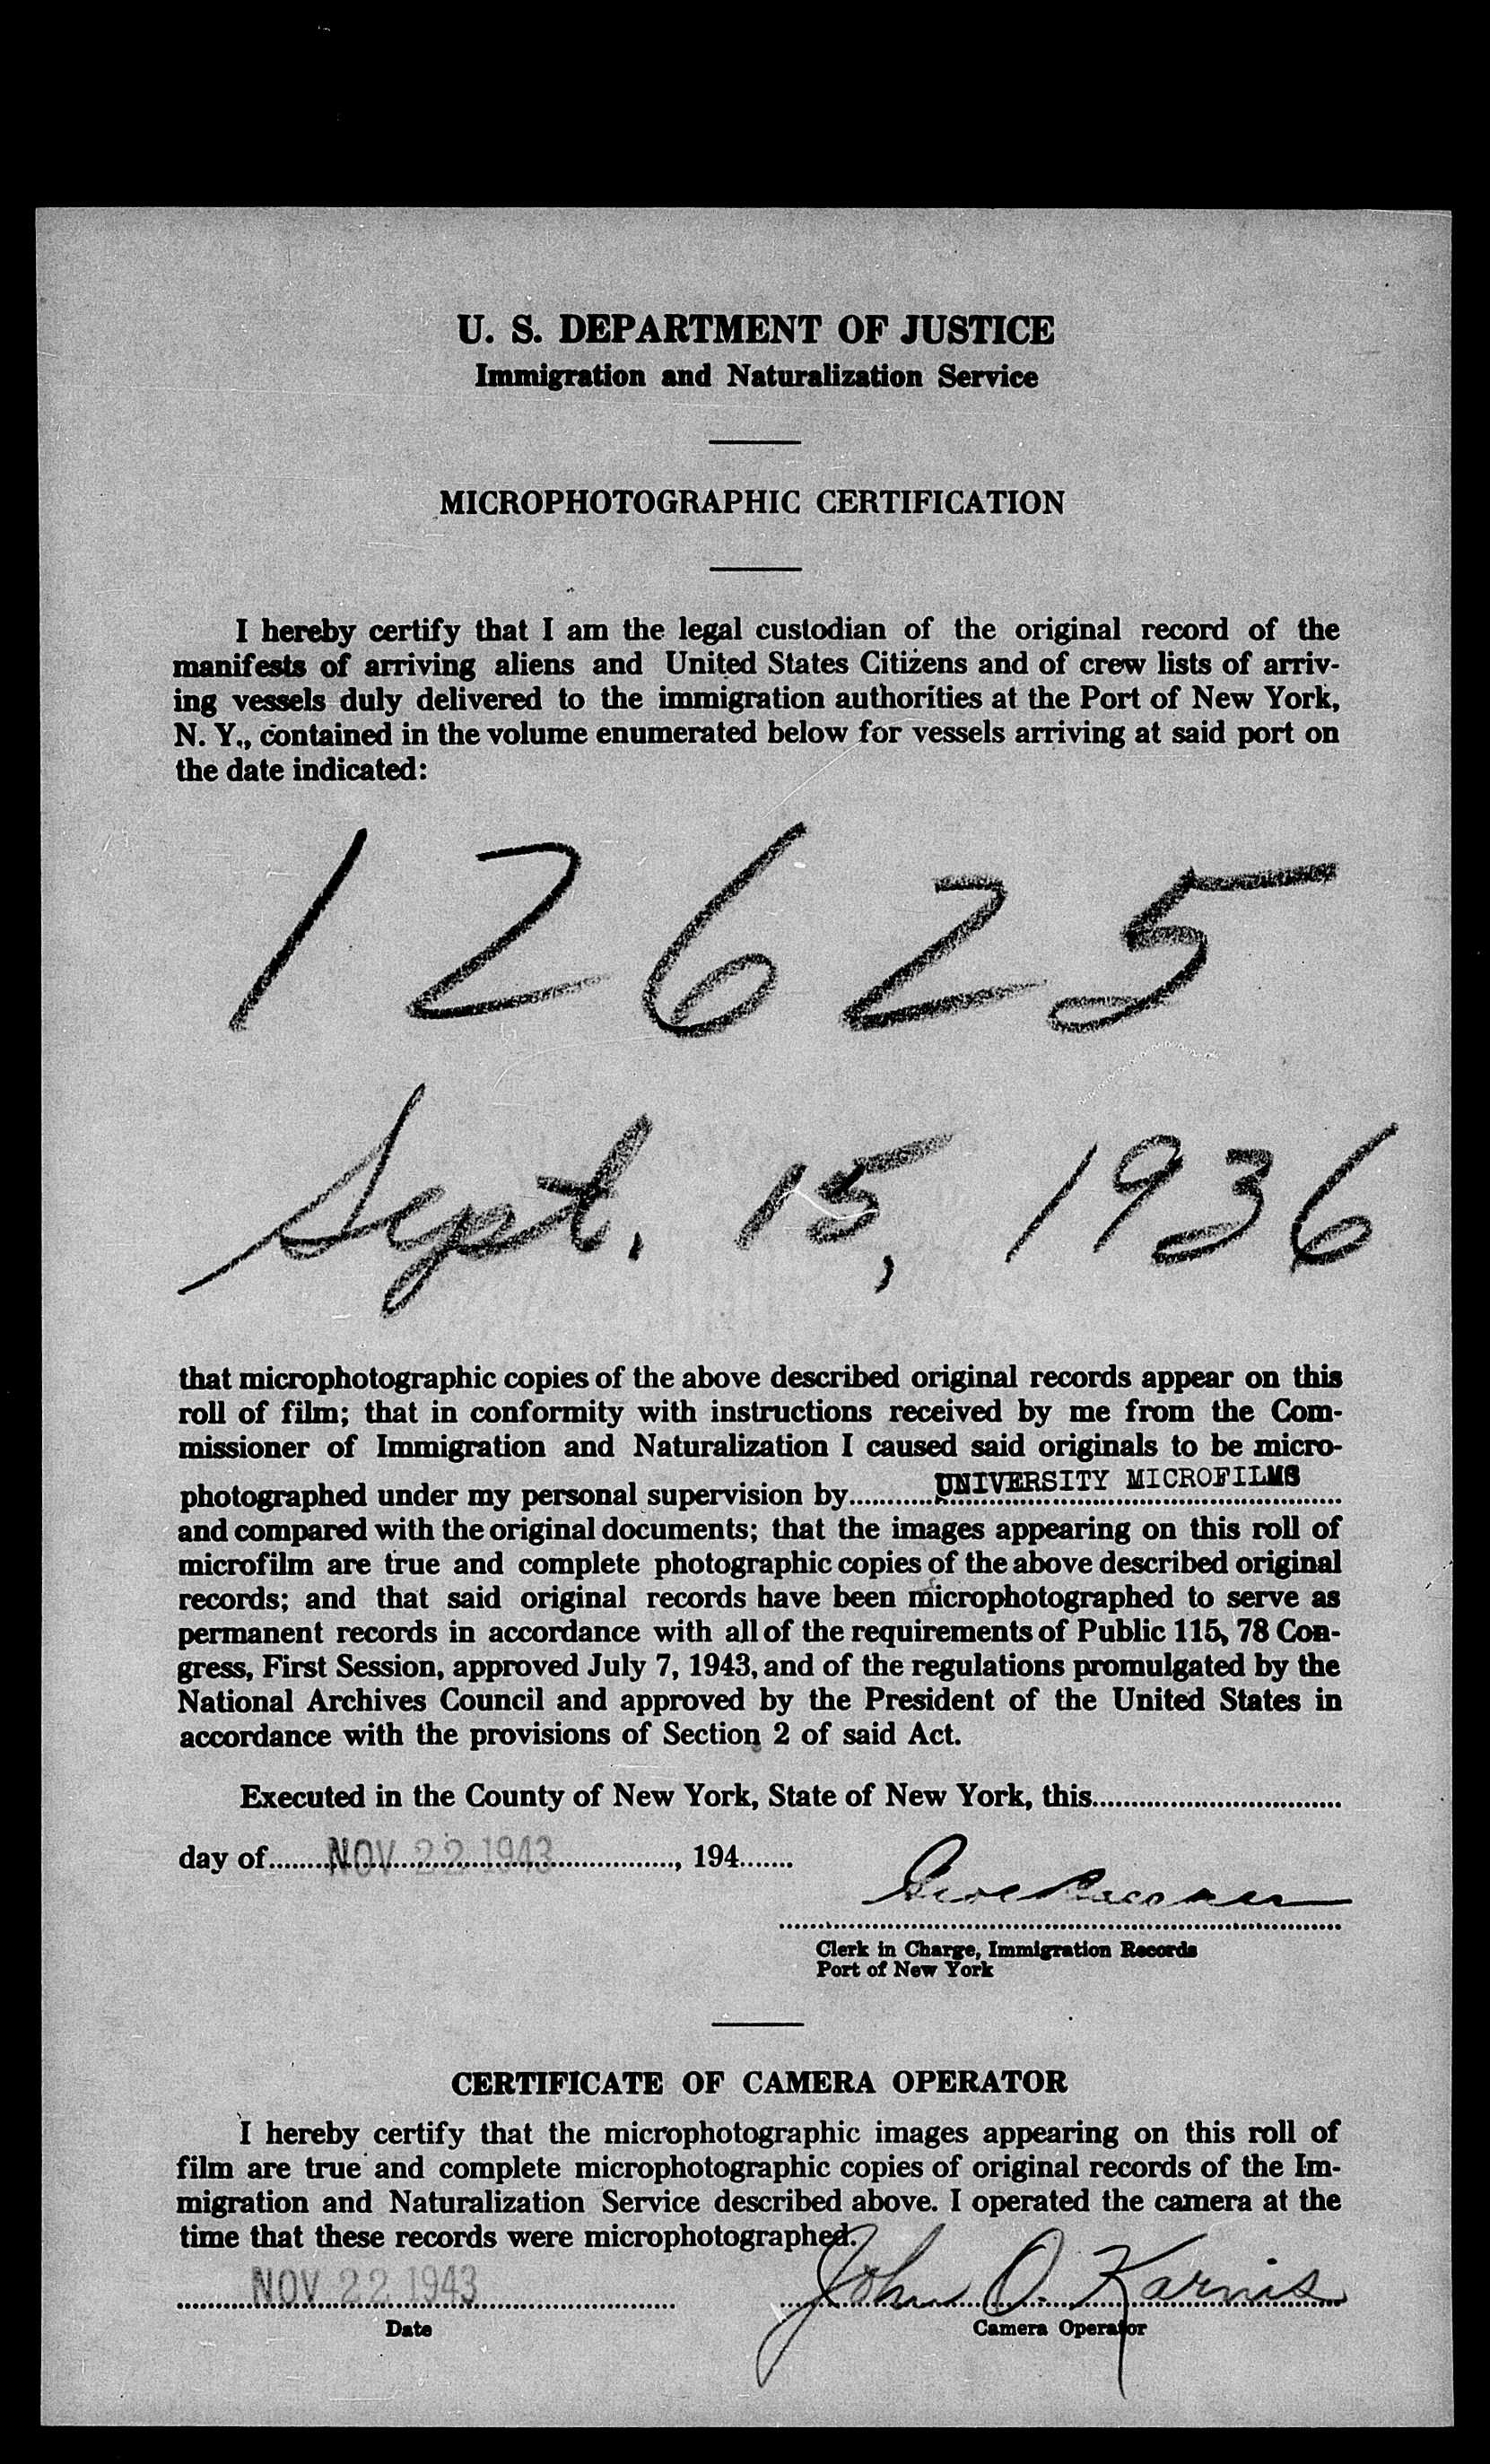 U. S. DEPARTMENT OF JUSTICE
Immigration and Naturalization Service
MICROPHOTOGRAPHIC CERTIFICATION
I hereby certify that I am the legal custodian of the original record of the
manifests of arriving aliens and United States Citizens and of crew lists of arriv-
ing vessels duly delivered to the immigration authorities at the Port of New York,
N. Y., contained in the volume enumerated below for vessels arriving at said port on
the date indicated:
12625
Sept. 15, 1936
that microphotographic copies of the above described original records appear on this
roll of film; that in conformity with instructions received by me from the Com-
missioner of Immigration and Naturalization I caused said originals to be micro-
photographed under my personal supervision by UNIVERSITY MICROFILMS
and compared with the original documents; that the images appearing on this roll of
microfilm are true and complete photographic copies of the above described original
records; and that said original records have been microphotographed to serve as
permanent records in accordance with all of the requirements of Public 115, 78 Con-
gress, First Session, approved July 7, 1943, and of the regulations promulgated by the
National Archives Council and approved by the President of the United States in
accordance with the provisions of Section 2 of said Act.
Executed in the County of New York, State of New York, this
day of NOV 22 1943, 194
Clerk in Charge, Immigration Records
Port of New York
CERTIFICATE OF CAMERA OPERATOR
I hereby certify that the microphotographic images appearing on this roll of
film are true and complete microphotographic copies of original records of the Im-
migration and Naturalization Service described above. I operated the camera at the
time that these records were microphotographed.
NOV 22 1943 John O. Karnis
Date Camera Operator